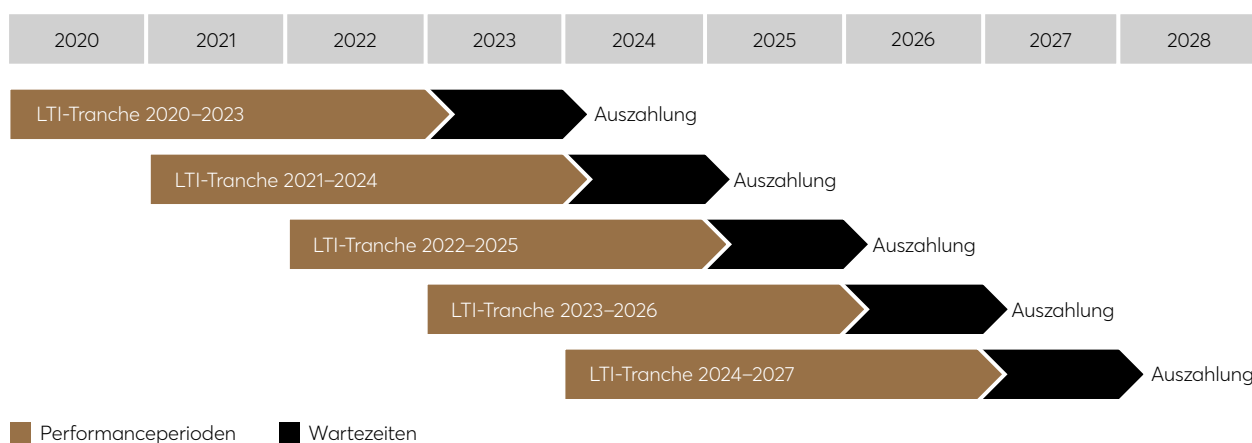 2020 2021 2022 2023 2024 2025 2026 2027 2028
LTI-Tranche 2020–2023 Auszahlung
LTI-Tranche 2021–2024 Auszahlung
LTI-Tranche 2022–2025 Auszahlung
LTI-Tranche 2023–2026 Auszahlung
LTI-Tranche 2024–2027 Auszahlung
Performanceperioden Wartezeiten